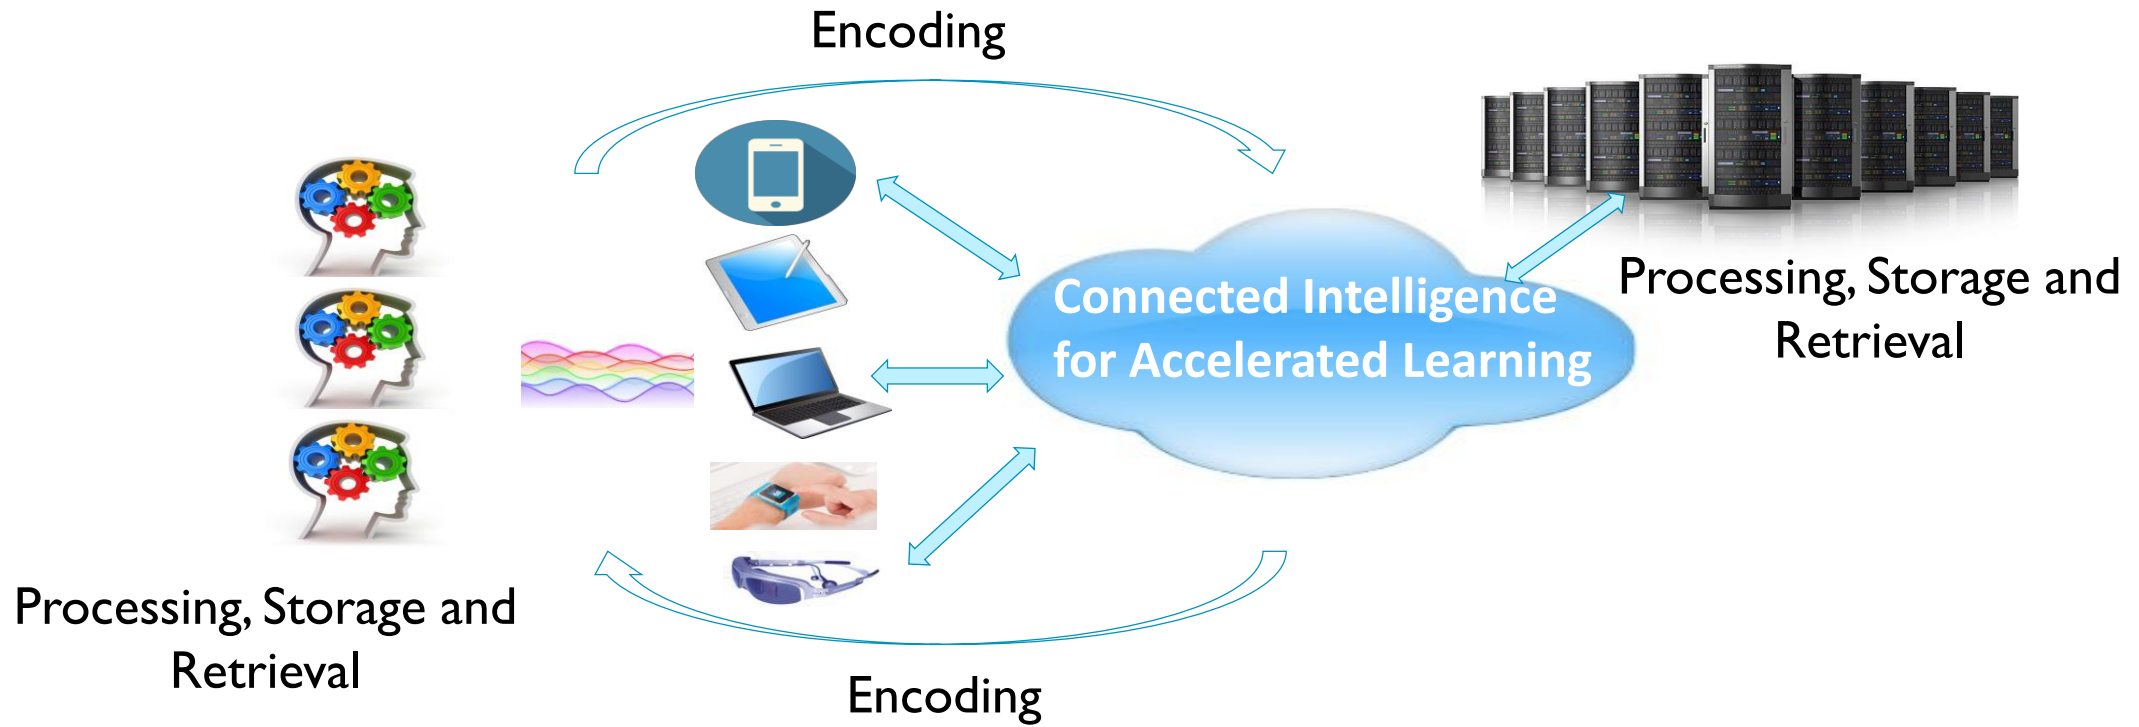 Encoding
Connected Intelligence
for Accelerated Learning
Processing, Storage and
Retrieval
Processing, Storage and
Retrieval
Encoding